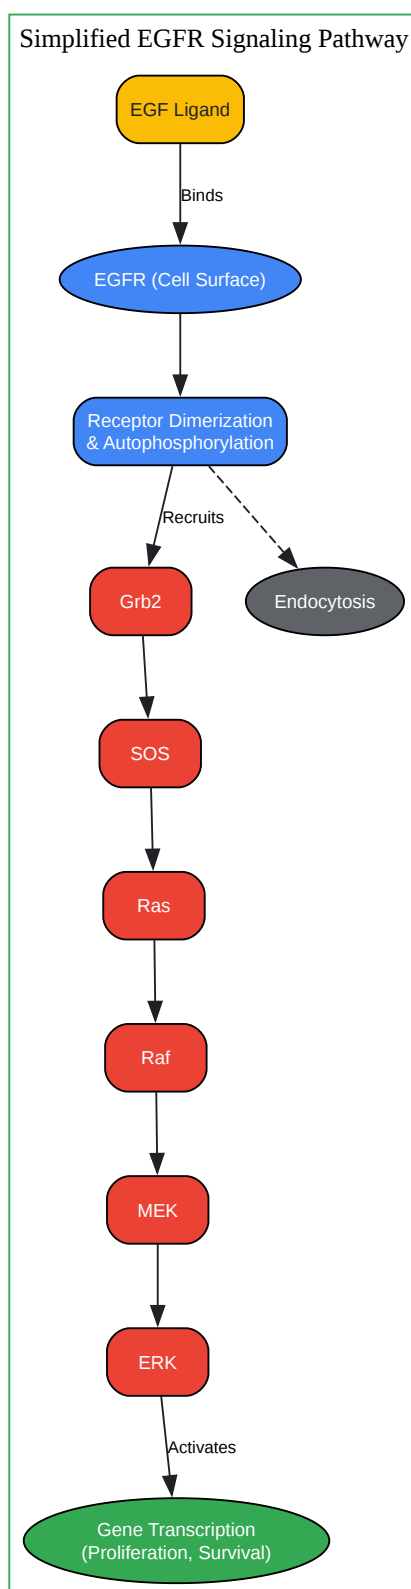 Simplified EGFR Signaling Pathway
EGF Ligand
Binds
EGFR (Cell Surface)
Receptor Dimerization
& Autophosphorylation
Recruits
Grb2
Endocytosis
SOS
Ras
Raf
MEK
ERK
Activates
Gene Transcription
(Proliferation, Survival)